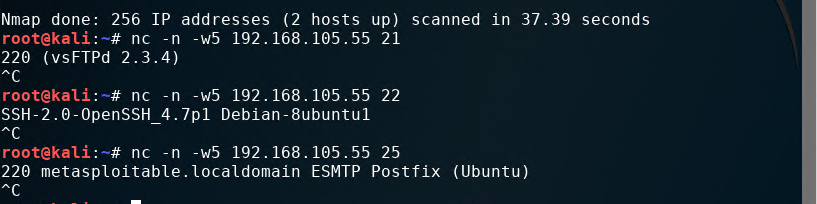 Nmap done: 256 IP addresses (2 hosts up) scanned in 37.39 seconds
root@kali:~# nc -n -w5 192.168.105.55 21
220 (vsFTPd 2.3.4)
^C
root@kali:~# nc -n -w5 192.168.105.55 22
SSH-2.0-OpenSSH_4.7p1 Debian-8ubuntu1
^C
root@kali:~# nc -n -w5 192.168.105.55 25
220 metasploitable.localdomain ESMTP Postfix (Ubuntu)
^C